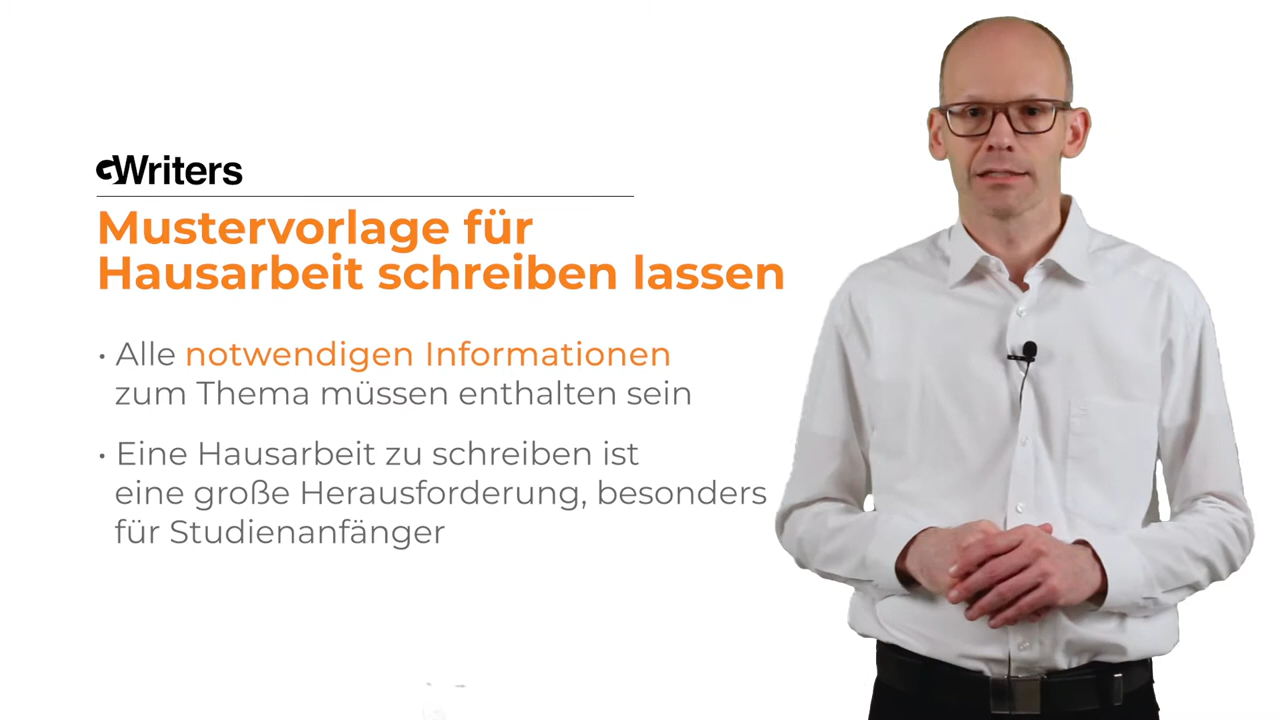 GWriters
Mustervorlage für
Hausarbeit schreiben lassen
• Alle notwendigen Informationen
zum Thema müssen enthalten sein
• Eine Hausarbeit zu schreiben ist
eine große Herausforderung, besonders
für Studienanfänger